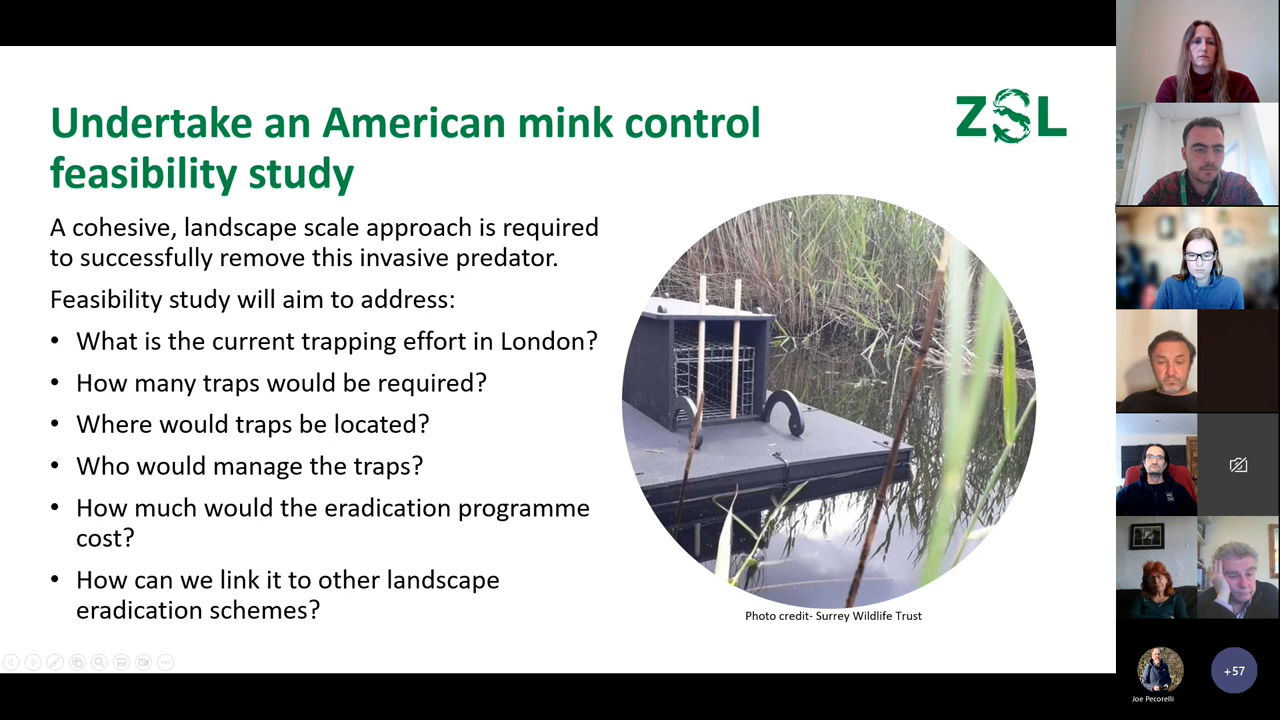 Undertake an American mink control
feasibility study
ZSL
A cohesive, landscape scale approach is required
to successfully remove this invasive predator.
Feasibility study will aim to address:
• What is the current trapping effort in London?
• How many traps would be required?
• Where would traps be located?
• Who would manage the traps?
• How much would the eradication programme
cost?
• How can we link it to other landscape
eradication schemes?
Photo credit- Surrey Wildlife Trust
Joe Pecorelli
+57